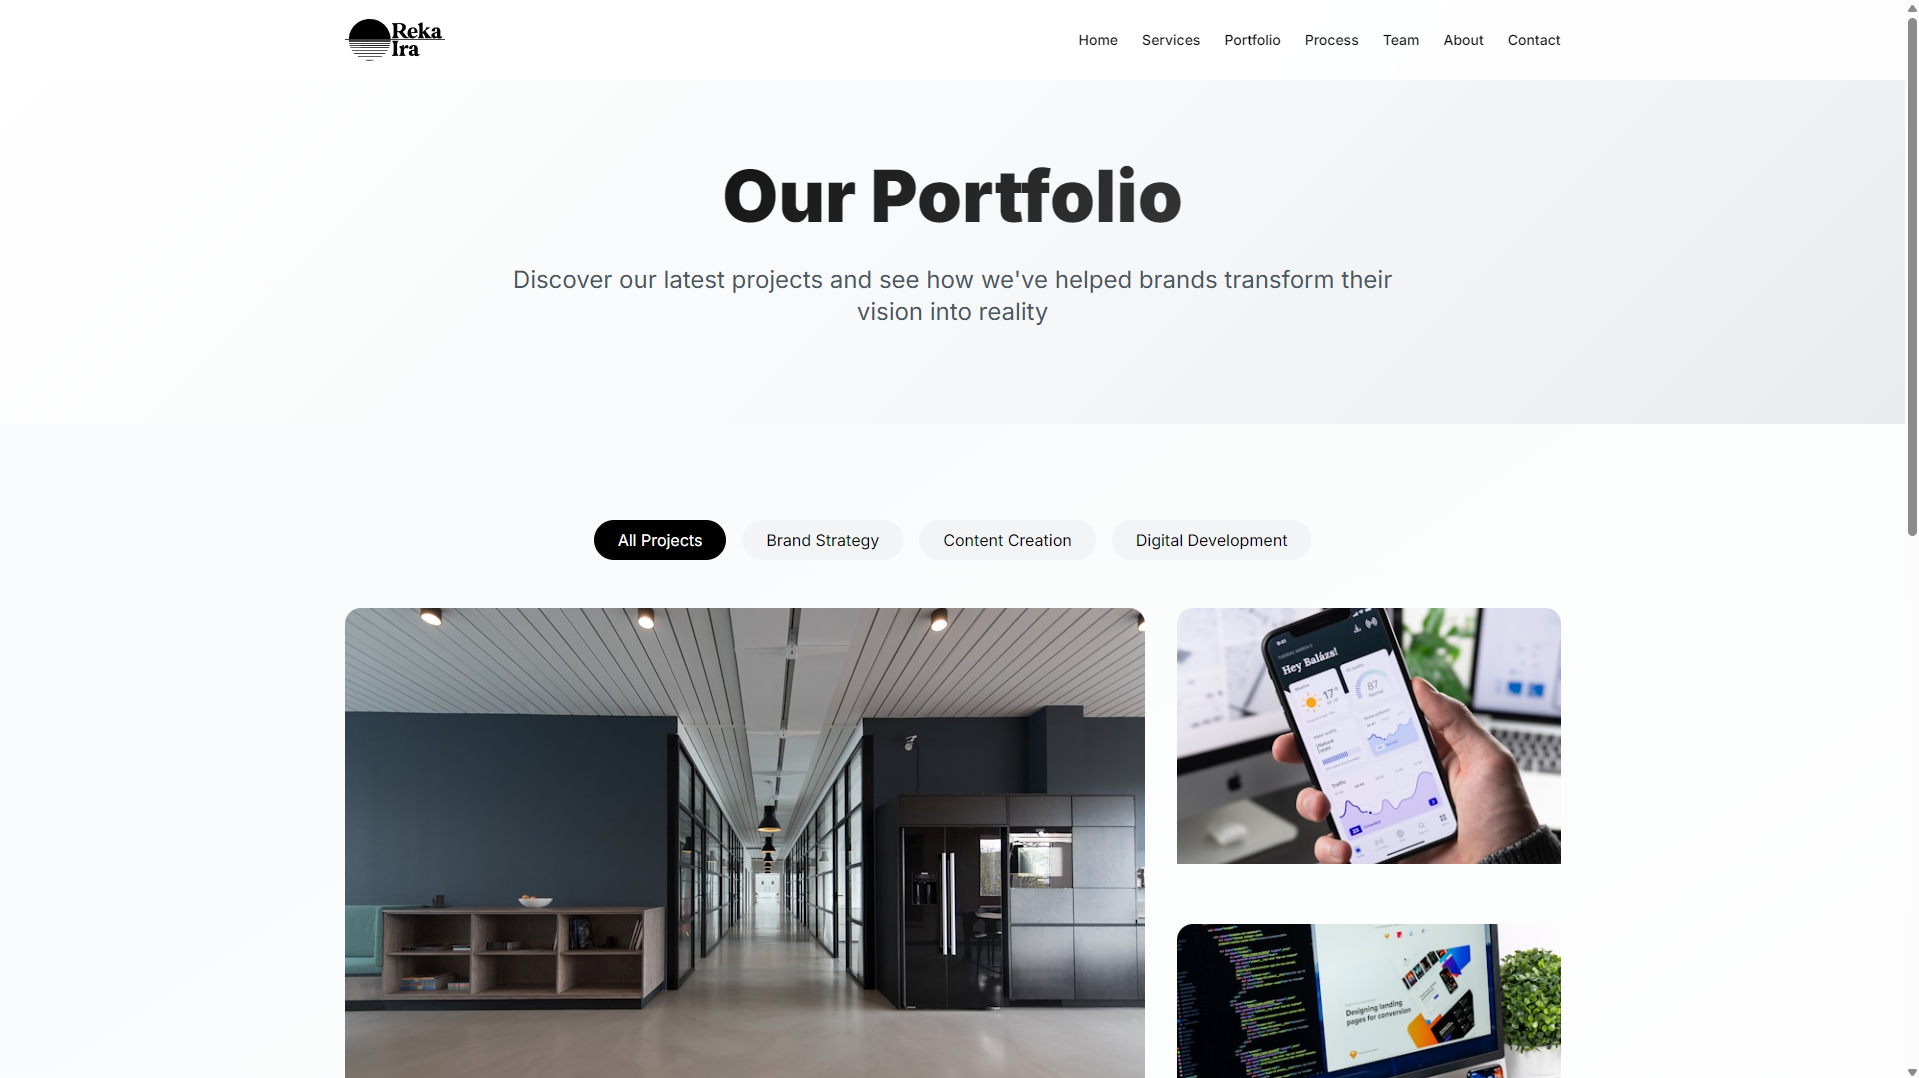 Reka
Ira
Home
Services
Portfolio
Process
Team
About
Contact
Our Portfolio
Discover our latest projects and see how we've helped brands transform their
vision into reality
All Projects
Brand Strategy
Content Creation
Digital Development
Hey Balázs!
17°
87
Normal
Traffic
Designing landing
pages for conversion